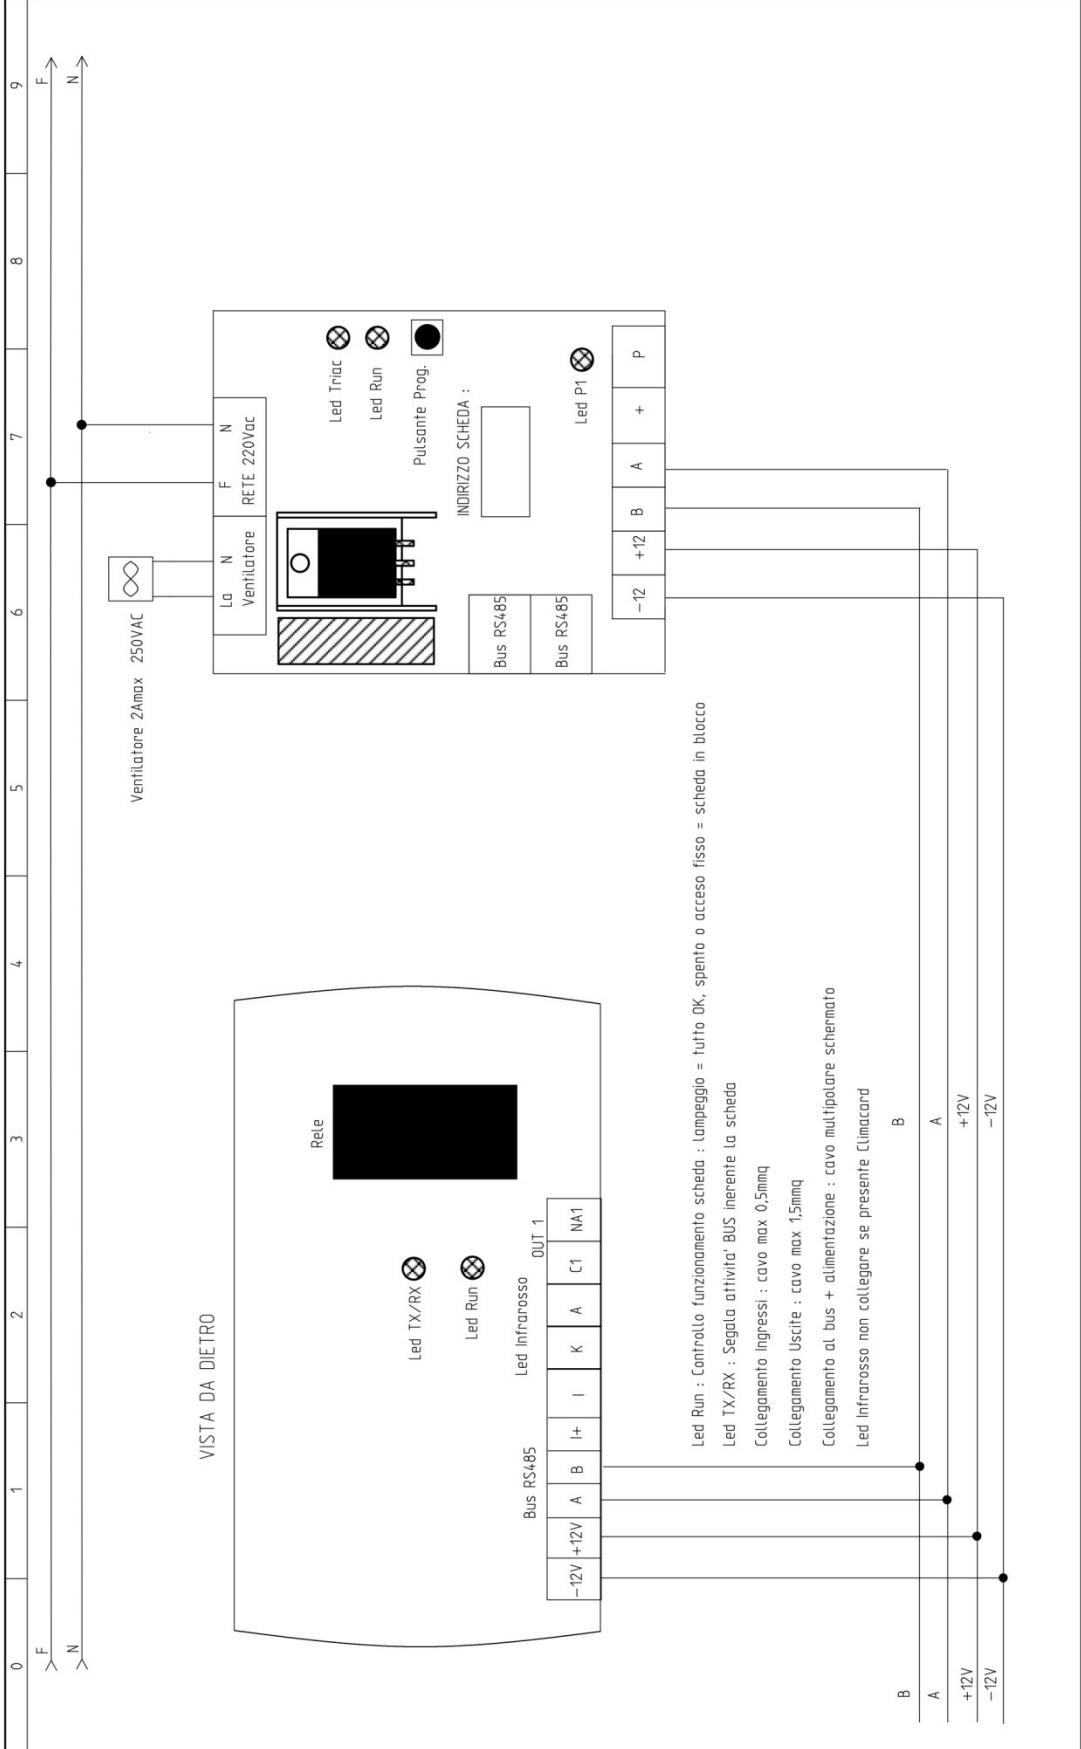 0 1 2 3 4 5 6 7 8 9
F F
N N
Ventilatore 2Amax 250VAC
VISTA DA DIETRO
La N F N
Ventilatore RETE 220Vac
Rele
Led Triac
Led Run
Led TX/RX
Pulsante Prog.
Led Run
INDIRIZZO SCHEDA :
Bus RS485
Bus RS485
Led P1
Bus RS485 Led Infrarosso OUT 1
-12V +12V A B I+ I K A C1 NA1
-12 +12 B A + P
Led Run : Controllo funzionamento scheda : lampeggio = tutto OK, spento o acceso fisso = scheda in blocco
Led TX/RX : Segala attivita' BUS inerente la scheda
Collegamento Ingressi : cavo max 0,5mmq
Collegamento Uscite : cavo max 1,5mmq
Collegamento al bus + alimentazione : cavo multipolare schermato
Led Infrarosso non collegare se presente Climacard
B B
A A
+12V +12V
-12V -12V